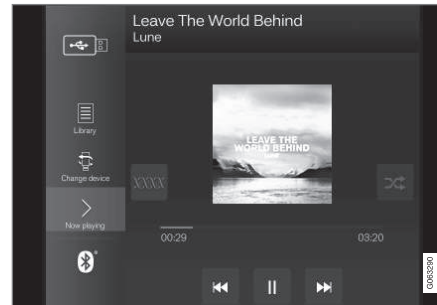 Leave The World Behind
Lune
Library
Change device
Now playing
LEAVE THE
WORLD BEHIND
LUNE
XXXX
00:29
03:20
G063290